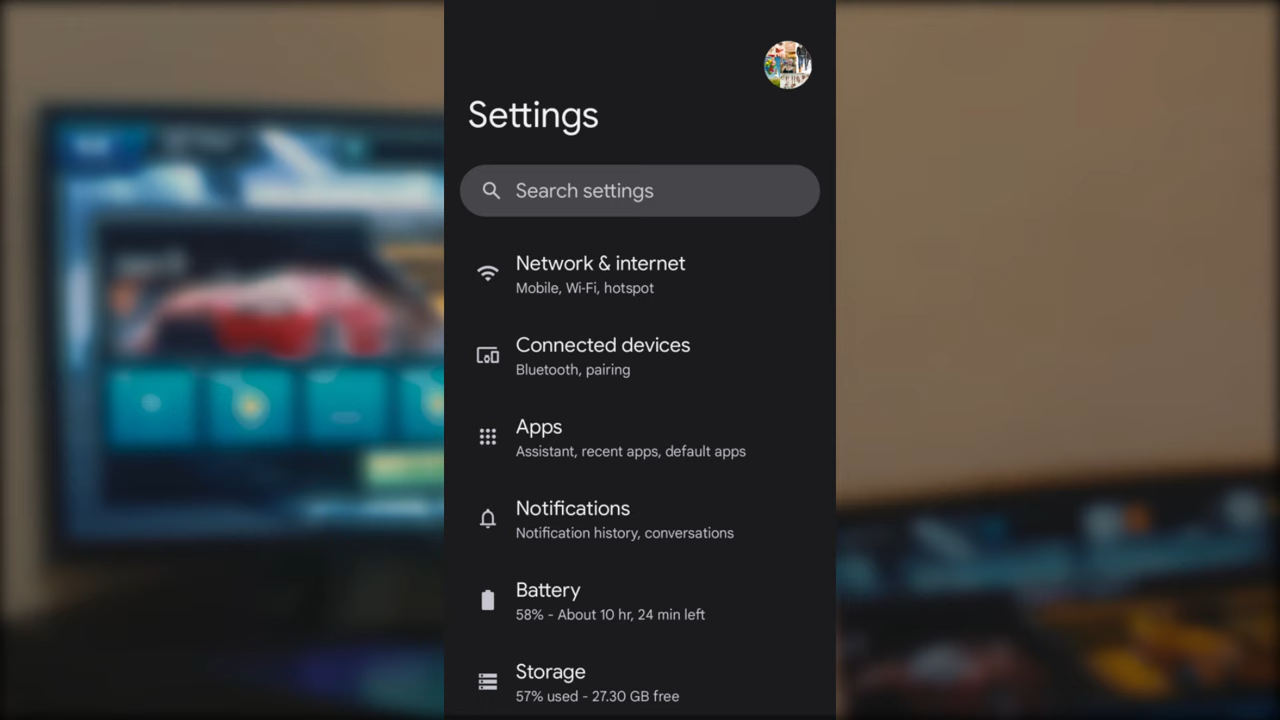 Settings
Search settings
Network & internet
Mobile, Wi-Fi, hotspot
Connected devices
Bluetooth, pairing
Apps
Assistant, recent apps, default apps
Notifications
Notification history, conversations
Battery
58% - About 10 hr, 24 min left
Storage
57% used - 27.30 GB free